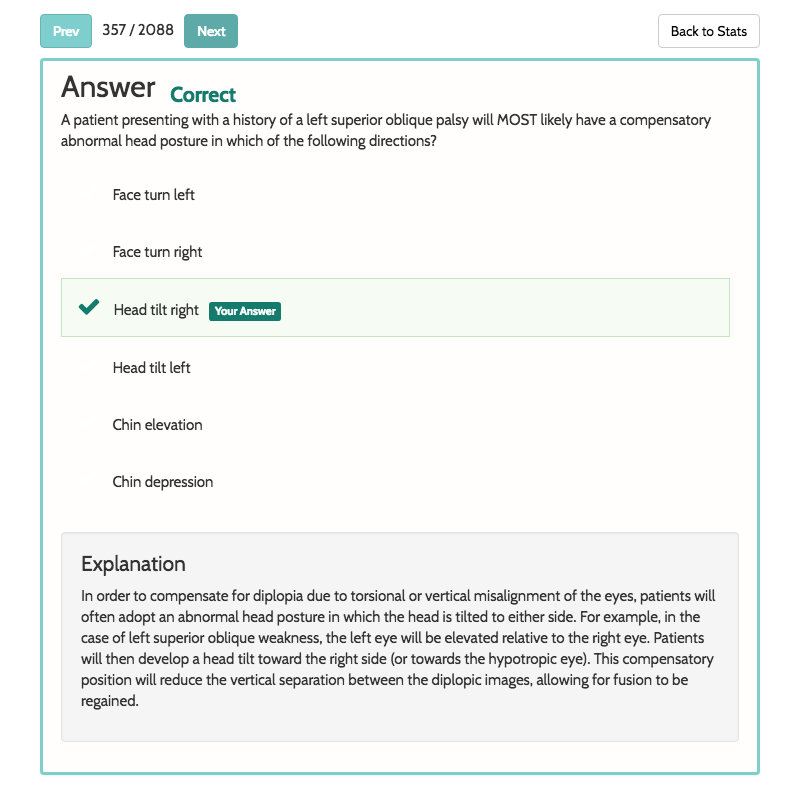 Prev 357 / 2088 Next Back to Stats
Answer Correct
A patient presenting with a history of a left superior oblique palsy will MOST likely have a compensatory
abnormal head posture in which of the following directions?
Face turn left
Face turn right
Head tilt right Your Answer
Head tilt left
Chin elevation
Chin depression
Explanation
In order to compensate for diplopia due to torsional or vertical misalignment of the eyes, patients will
often adopt an abnormal head posture in which the head is tilted to either side. For example, in the
case of left superior oblique weakness, the left eye will be elevated relative to the right eye. Patients
will then develop a head tilt toward the right side (or towards the hypotropic eye). This compensatory
position will reduce the vertical separation between the diplopic images, allowing for fusion to be
regained.